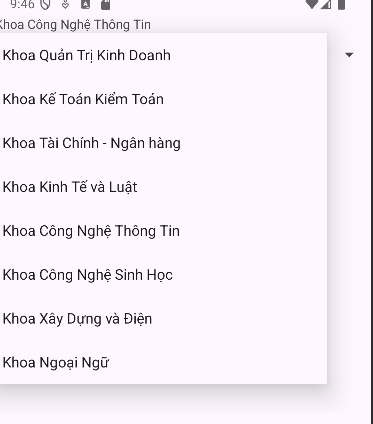 9:46
Khoa Công Nghệ Thông Tin
Khoa Quản Trị Kinh Doanh
Khoa Kế Toán Kiểm Toán
Khoa Tài Chính - Ngân hàng
Khoa Kinh Tế và Luật
Khoa Công Nghệ Thông Tin
Khoa Công Nghệ Sinh Học
Khoa Xây Dựng và Điện
Khoa Ngoại Ngữ